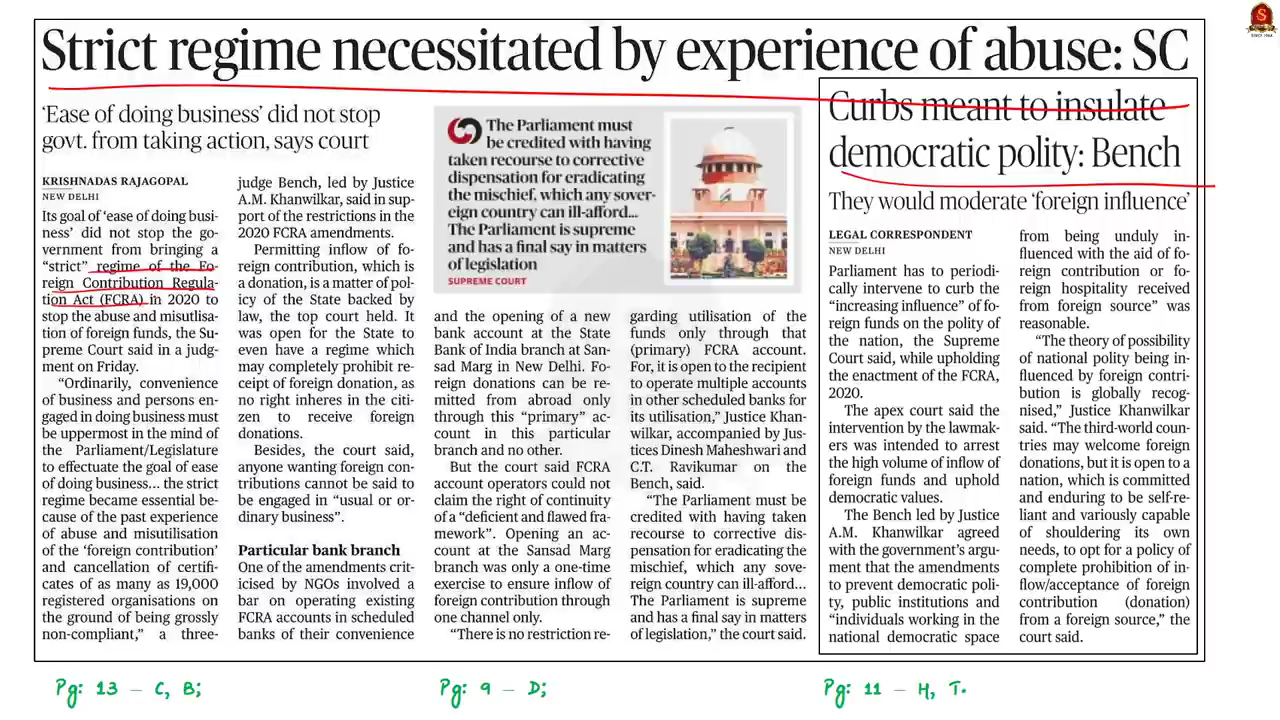 Strict regime necessitated by experience of abuse: SC
'Ease of doing business' did not stop
govt. from taking action, says court
KRISHNADAS RAJAGOPAL
NEW DELHI
Its goal of 'ease of doing busi-
ness' did not stop the go-
vernment from bringing a
"strict" regime of the Fo-
reign Contribution Regula-
tion Act (FCRA) in 2020 to
stop the abuse and misutlisa-
tion of foreign funds, the Su-
preme Court said in a judg-
ment on Friday.
"Ordinarily, convenience
of business and persons en-
gaged in doing business must
be uppermost in the mind of
the Parliament/Legislature
to effectuate the goal of ease
of doing business... the strict
regime became essential be-
cause of the past experience
of abuse and misutilisation
of the 'foreign contribution'
and cancellation of certifi-
cates of as many as 19,000
registered organisations on
the ground of being grossly
non-compliant," a three-
judge Bench, led by Justice
A.M. Khanwilkar, said in sup-
port of the restrictions in the
2020 FCRA amendments.
Permitting inflow of fo-
reign contribution, which is
a donation, is a matter of pol-
icy of the State backed by
law, the top court held. It
was open for the State to
even have a regime which
may completely prohibit re-
ceipt of foreign donation, as
no right inheres in the citi-
zen to receive foreign
donations.
Besides, the court said,
anyone wanting foreign con-
tributions cannot be said to
be engaged in "usual or or-
dinary business".
Particular bank branch
One of the amendments crit-
icised by NGOs involved a
bar on operating existing
FCRA accounts in scheduled
banks of their convenience
The Parliament must
be credited with having
taken recourse to corrective
dispensation for eradicating
the mischief, which any sover-
eign country can ill-afford...
The Parliament is supreme
and has a final say in matters
of legislation
SUPREME COURT
and the opening of a new
bank account at the State
Bank of India branch at San-
sad Marg in New Delhi. Fo-
reign donations can be re-
mitted from abroad only
through this "primary" ac-
count in this particular
branch and no other.
But the court said FCRA
account operators could not
claim the right of continuity
of a "deficient and flawed fra-
mework". Opening an ac-
count at the Sansad Marg
branch was only a one-time
exercise to ensure inflow of
foreign contribution through
one channel only.
"There is no restriction re-
garding utilisation of the
funds only through that
(primary) FCRA account.
For, it is open to the recipient
to operate multiple accounts
in other scheduled banks for
its utilisation," Justice Khan-
wilkar, accompanied by Jus-
tices Dinesh Maheshwari and
C.T. Ravikumar on the
Bench, said.
"The Parliament must be
credited with having taken
recourse to corrective dis-
pensation for eradicating the
mischief, which any sove-
reign country can ill-afford...
The Parliament is supreme
and has a final say in matters
of legislation," the court said.
Curbs meant to insulate
democratic polity: Bench
They would moderate 'foreign influence'
LEGAL CORRESPONDENT
NEW DELHI
Parliament has to periodi-
cally intervene to curb the
"increasing influence" of fo-
reign funds on the polity of
the nation, the Supreme
Court said, while upholding
the enactment of the FCRA,
2020.
The apex court said the
intervention by the lawmak-
ers was intended to arrest
the high volume of inflow of
foreign funds and uphold
democratic values.
The Bench led by Justice
A.M. Khanwilkar agreed
with the government's argu-
ment that the amendments
to prevent democratic poli-
ty, public institutions and
"individuals working in the
national democratic space
from being unduly in-
fluenced with the aid of fo-
reign contribution or fo-
reign hospitality received
from foreign source" was
reasonable.
"The theory of possibility
of national polity being in-
fluenced by foreign contri-
bution is globally recog-
nised," Justice Khanwilkar
said. "The third-world coun-
tries may welcome foreign
donations, but it is open to a
nation, which is committed
and enduring to be self-re-
liant and variously capable
of shouldering its own
needs, to opt for a policy of
complete prohibition of in-
flow/acceptance of foreign
contribution (donation)
from a foreign source," the
court said.
Pg: 13 – C, B;
Pg: 9 – D;
Pg: 11 – H, T.